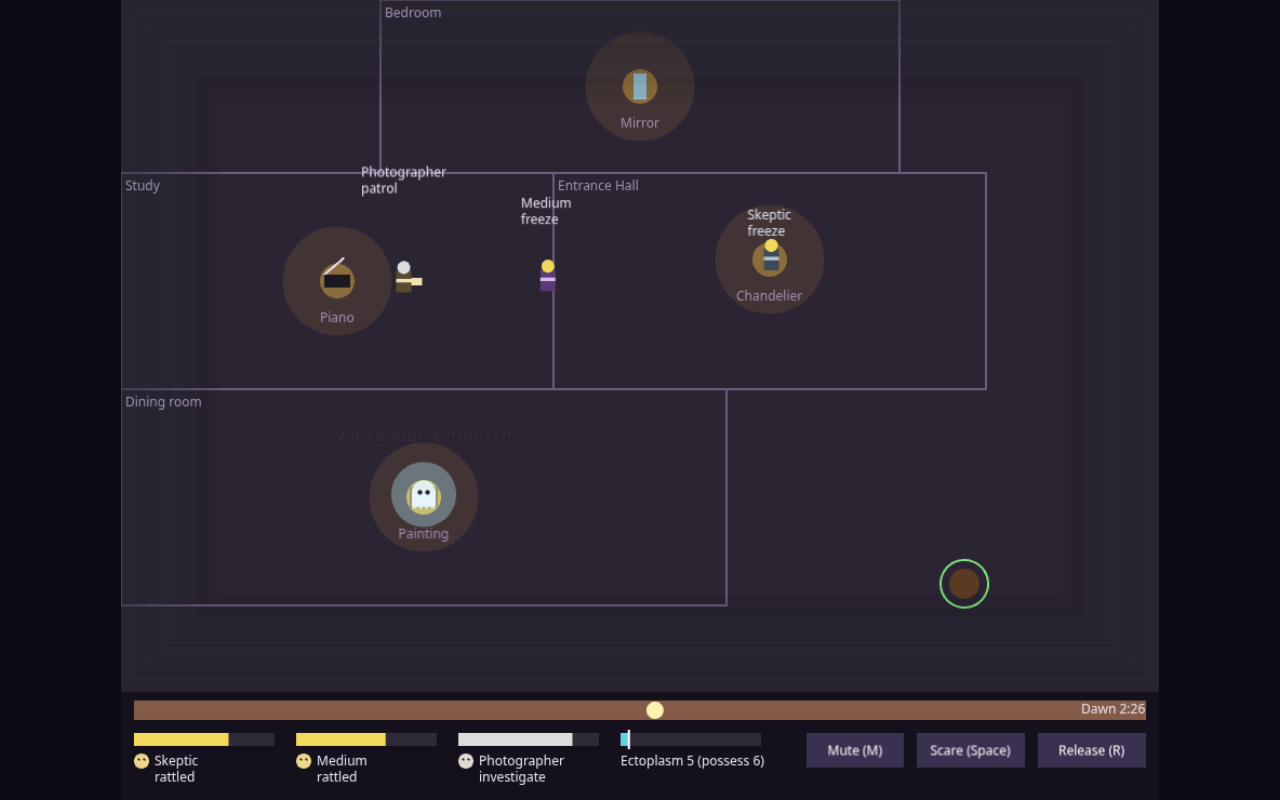 Bedroom
Mirror
Photographer
patrol
Study
Entrance Hall
Medium
freeze
Skeptic
freeze
Piano
Chandelier
Dining room
Not enough ectoplasm
Painting
Dawn 2:26
Skeptic
rattled
Medium
rattled
Photographer
investigate
Ectoplasm 5 (possess 6)
Mute (M)
Scare (Space)
Release (R)